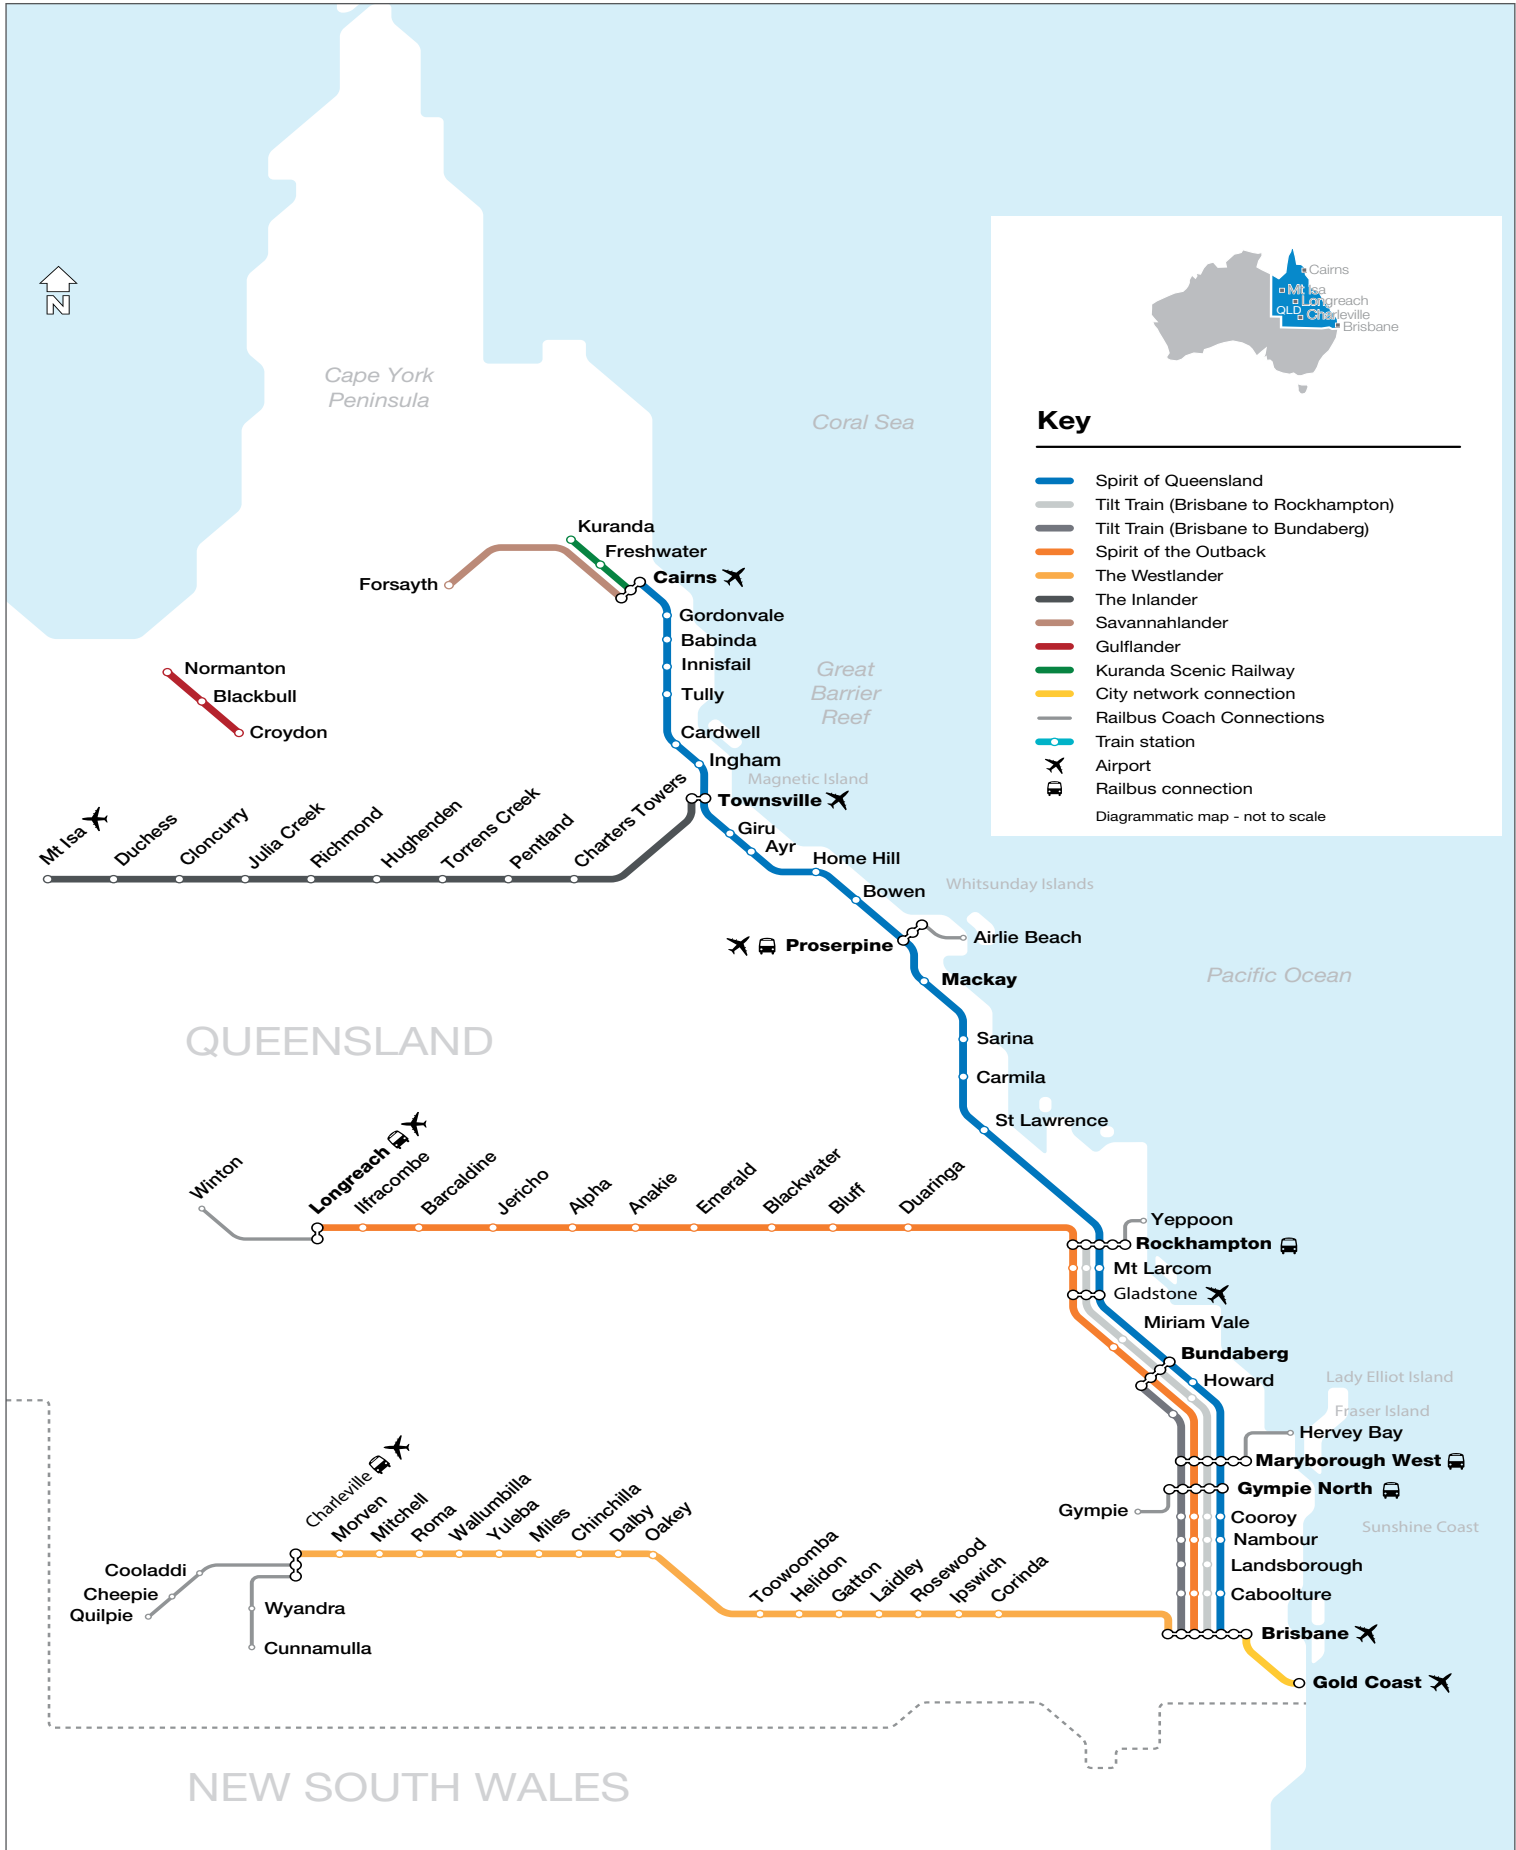 N
Cape York
Peninsula
Coral Sea
Cairns
Mt Isa
Longreach
QLD
Charleville
Brisbane
Key
Spirit of Queensland
Tilt Train (Brisbane to Rockhampton)
Tilt Train (Brisbane to Bundaberg)
Spirit of the Outback
The Westlander
The Inlander
Savannahlander
Gulflander
Kuranda Scenic Railway
City network connection
Railbus Coach Connections
Train station
Airport
Railbus connection
Diagrammatic map - not to scale
Kuranda
Freshwater
Cairns
Forsayth
Gordonvale
Babinda
Innisfail
Tully
Cardwell
Ingham
Great
Barrier
Reef
Normanton
Blackbull
Croydon
Magnetic Island
Townsville
Mt Isa
Duchess
Cloncurry
Julia Creek
Richmond
Hughenden
Torrens Creek
Pentland
Charters Towers
Giru
Ayr
Home Hill
Bowen
Whitsunday Islands
Proserpine
Airlie Beach
Mackay
Pacific Ocean
QUEENSLAND
Sarina
Carmila
St Lawrence
Winton
Longreach
Ilfracombe
Barcaldine
Jericho
Alpha
Anakie
Emerald
Blackwater
Bluff
Duaringa
Yeppoon
Rockhampton
Mt Larcom
Gladstone
Miriam Vale
Bundaberg
Howard
Lady Elliot Island
Fraser Island
Hervey Bay
Maryborough West
Gympie North
Gympie
Cooroy
Sunshine Coast
Nambour
Landsborough
Caboolture
Brisbane
Gold Coast
Charleville
Morven
Mitchell
Roma
Wallumbilla
Yuleba
Miles
Chinchilla
Dalby
Oakey
Toowoomba
Helidon
Gatton
Laidley
Rosewood
Ipswich
Corinda
Cooladdi
Cheepie
Quilpie
Wyandra
Cunnamulla
NEW SOUTH WALES